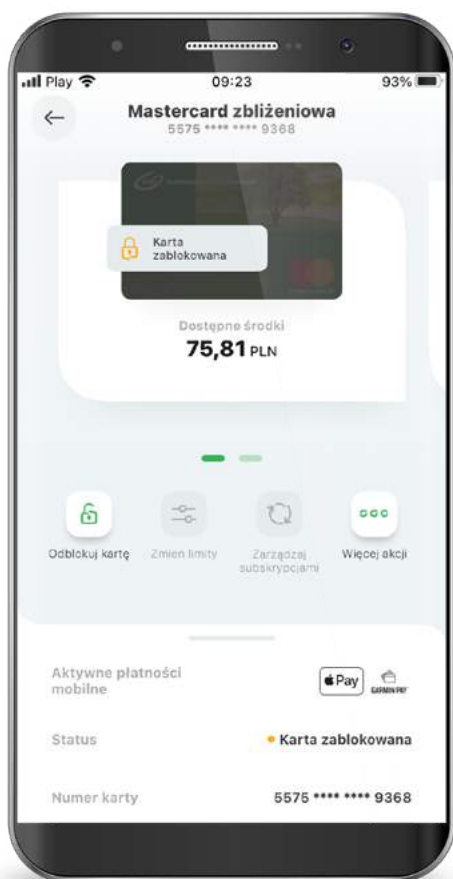 Play
09:23
93%
Mastercard zbliżeniowa
5575 **** **** 9368
Karta
zablokowana
Dostępne środki
75,81 PLN
Odblokuj kartę
Zmień limity
Zarządzaj
subskrypcjami
Więcej akcji
Aktywne płatności
mobilne
Pay
GARMIN PAY
Status
Karta zablokowana
Numer karty
5575 **** **** 9368